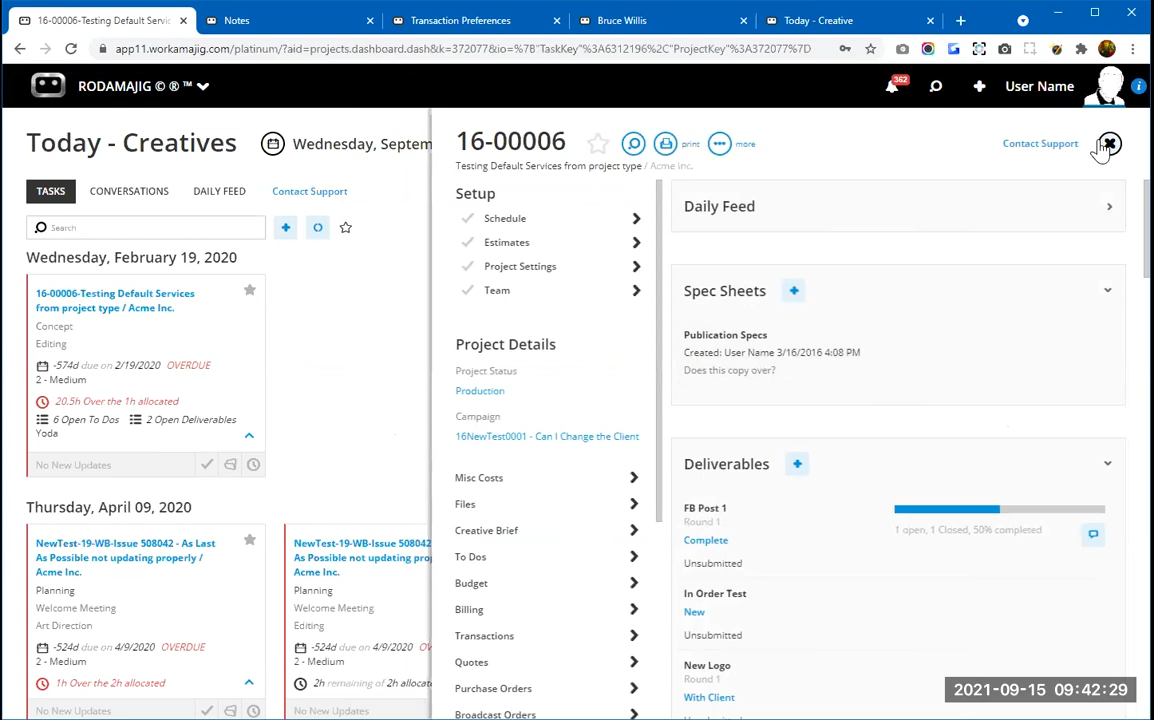 16-00006-Testing Default Servic
Notes
Transaction Preferences
Bruce Willis
Today - Creative
app11.workamajig.com/platinum/?aid=projects.dashboard.dash&k=372077&io=%7B"TaskKey"%3A6312196%2C"ProjectKey"%3A372077%7D
RODAMAJIG © ® ™
362
User Name
Today - Creatives
Wednesday, Septem
TASKS
CONVERSATIONS
DAILY FEED
Contact Support
Search
Wednesday, February 19, 2020
16-00006-Testing Default Services
from project type / Acme Inc.
Concept
Editing
-574d due on 2/19/2020 OVERDUE
2 - Medium
20.5h Over the 1h allocated
6 Open To Dos
2 Open Deliverables
Yoda
No New Updates
Thursday, April 09, 2020
NewTest-19-WB-Issue 508042 - As Last
As Possible not updating properly /
Acme Inc.
Planning
Welcome Meeting
Art Direction
-524d due on 4/9/2020 OVERDUE
2 - Medium
1h Over the 2h allocated
No New Updates
NewTest-19-WB-Issue 508042
As Possible not updating prop
Acme Inc.
Planning
Welcome Meeting
Editing
-524d due on 4/9/2020 OV
2 - Medium
2h remaining of 2h allocate
No New Updates
16-00006
print
more
Contact Support
Testing Default Services from project type / Acme Inc.
Setup
Schedule
Estimates
Project Settings
Team
Project Details
Project Status
Production
Campaign
16NewTest0001 - Can I Change the Client
Misc Costs
Files
Creative Brief
To Dos
Budget
Billing
Transactions
Quotes
Purchase Orders
Broadcast Orders
Daily Feed
Spec Sheets
Publication Specs
Created: User Name 3/16/2016 4:08 PM
Does this copy over?
Deliverables
FB Post 1
Round 1
Complete
Unsubmitted
1 open, 1 Closed, 50% completed
In Order Test
New
Unsubmitted
New Logo
Round 1
With Client
2021-09-15 09:42:29